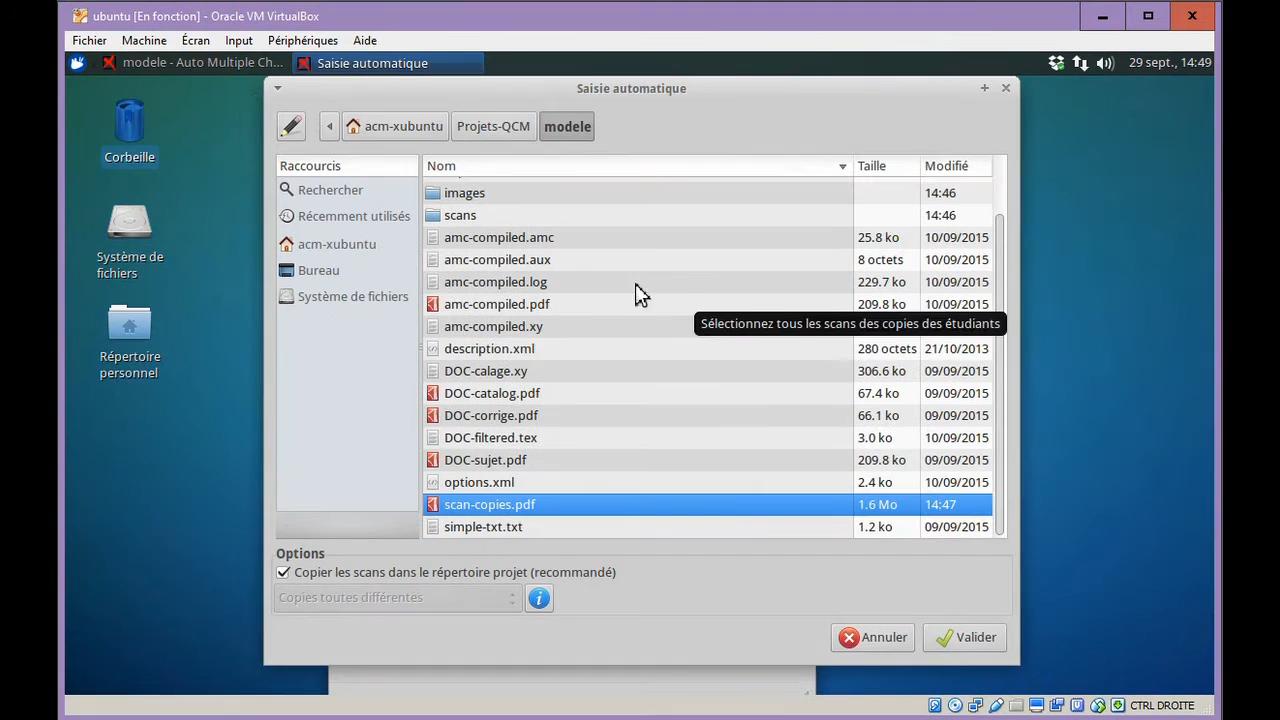 ubuntu [En fonction] - Oracle VM VirtualBox
Fichier Machine Écran Input Périphériques Aide
modele - Auto Multiple Ch... Saisie automatique 29 sept., 14:49
Saisie automatique
acm-xubuntu Projets-QCM modele
Corbeille
Système de fichiers
Répertoire personnel
Raccourcis
Rechercher
Récemment utilisés
acm-xubuntu
Bureau
Système de fichiers
Nom Taille Modifié
images 14:46
scans 14:46
amc-compiled.amc 25.8 ko 10/09/2015
amc-compiled.aux 8 octets 10/09/2015
amc-compiled.log 229.7 ko 10/09/2015
amc-compiled.pdf 209.8 ko 10/09/2015
amc-compiled.xy
Sélectionnez tous les scans des copies des étudiants
description.xml 280 octets 21/10/2013
DOC-calage.xy 306.6 ko 09/09/2015
DOC-catalog.pdf 67.4 ko 09/09/2015
DOC-corrige.pdf 66.1 ko 09/09/2015
DOC-filtered.tex 3.0 ko 10/09/2015
DOC-sujet.pdf 209.8 ko 09/09/2015
options.xml 2.4 ko 10/09/2015
scan-copies.pdf 1.6 Mo 14:47
simple-txt.txt 1.2 ko 09/09/2015
Options
Copier les scans dans le répertoire projet (recommandé)
Copies toutes différentes
Annuler Valider
CTRL DROITE